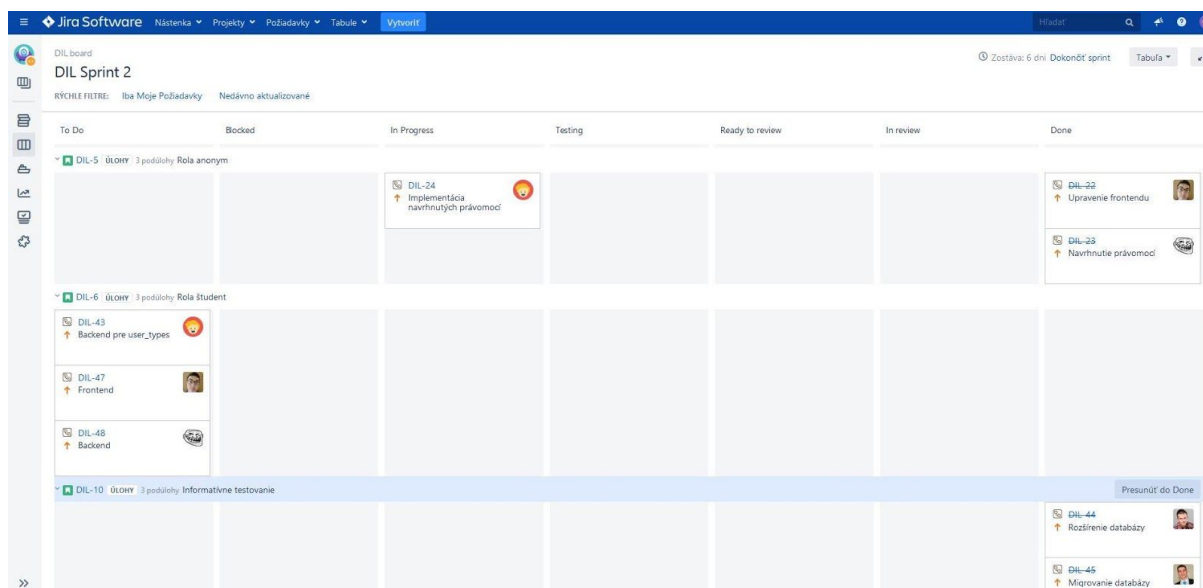 Jira Software Nástenka Projekty Požiadavky Tabule Vytvoriť Hľadať
DIL board
DIL Sprint 2
Zostáva: 6 dni Dokončiť sprint Tabuľa
RÝCHLE FILTRE: Iba Moje Požiadavky Nedávno aktualizované
To Do Blocked In Progress Testing Ready to review In review Done
DIL-5 ÚLOHY 3 podúlohy Rola anonym
DIL-24
Implementácia
navrhnutých právomocí
DIL-22
Upravenie frontendu
DIL-23
Navrhnutie právomocí
DIL-6 ÚLOHY 3 podúlohy Rola študent
DIL-43
Backend pre user_types
DIL-47
Frontend
DIL-48
Backend
DIL-10 ÚLOHY 3 podúlohy Informatívne testovanie Presunúť do Done
DIL-44
Rozšírenie databázy
DIL-45
Migrovanie databázy